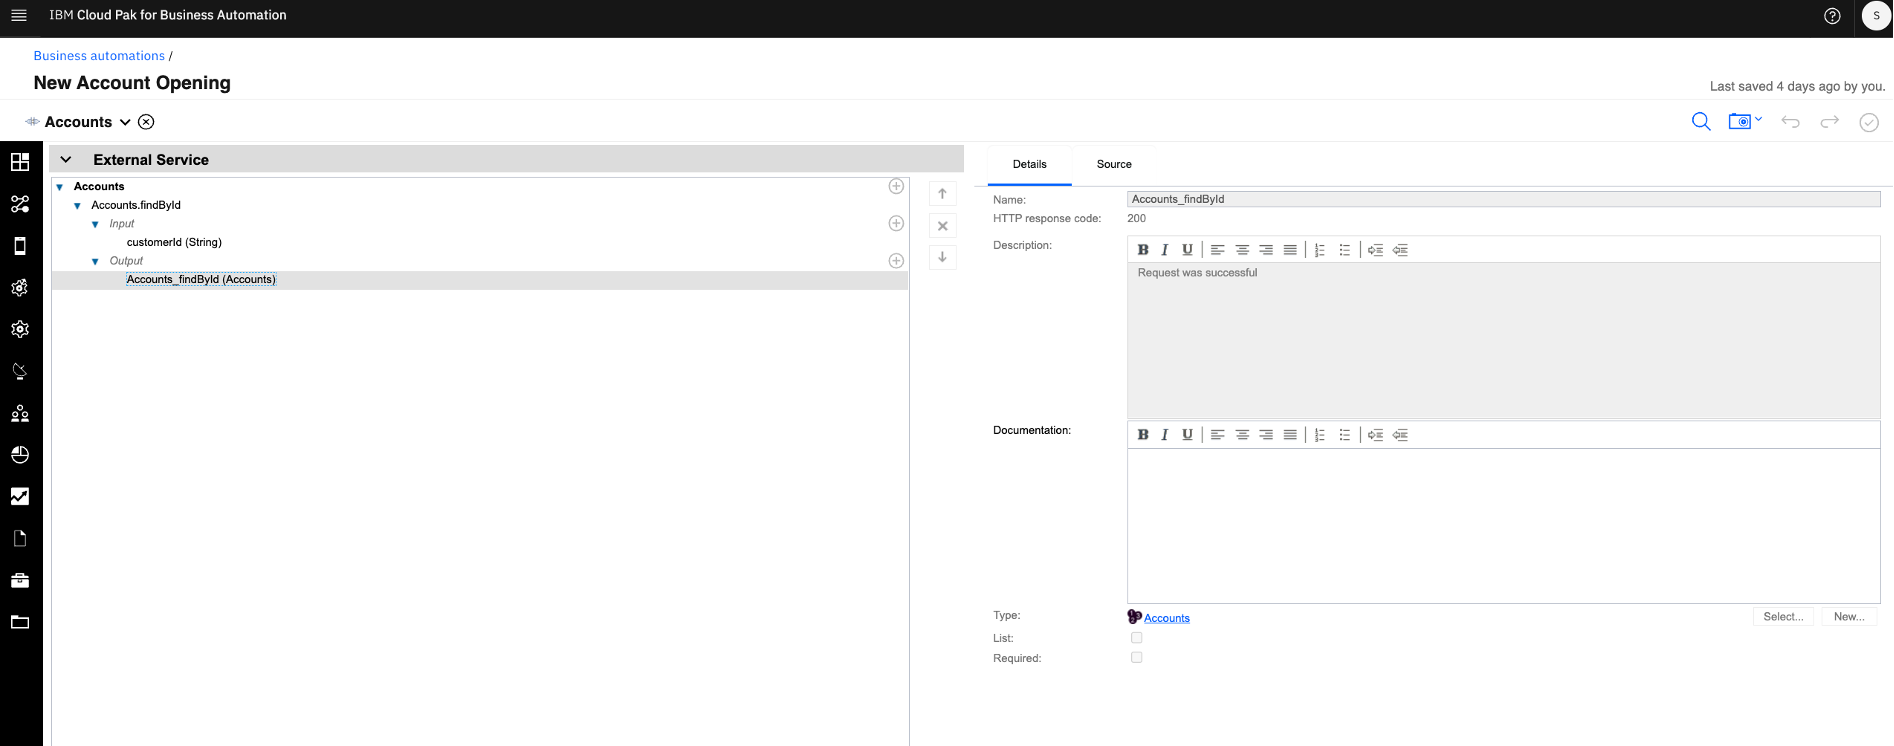 IBM Cloud Pak for Business Automation
S
Business automations /
New Account Opening
Last saved 4 days ago by you.
Accounts
External Service
Accounts
Accounts.findById
Input
customerId (String)
Output
Accounts_findById (Accounts)
Details
Source
Name:
Accounts_findById
HTTP response code:
200
Description:
B I U
Request was successful
Documentation:
B I U
Type:
Accounts
Select...
New...
List:
Required: